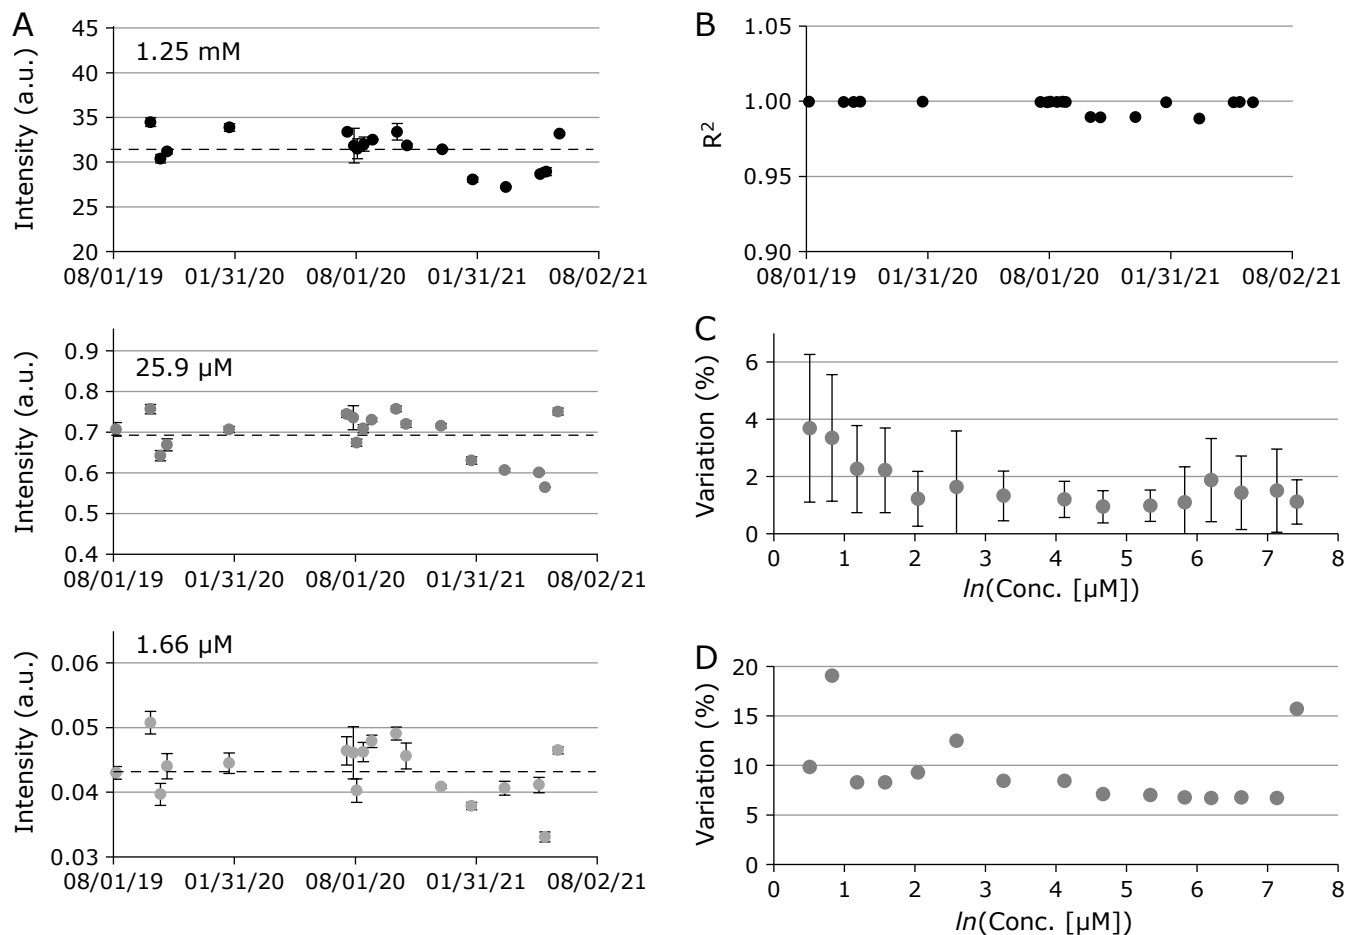 A
1.25 mM
Intensity (a.u.)
45
40
35
30
25
20
08/01/19 01/31/20 08/01/20 01/31/21 08/02/21
25.9 µM
Intensity (a.u.)
0.9
0.8
0.7
0.6
0.5
0.4
08/01/19 01/31/20 08/01/20 01/31/21 08/02/21
1.66 µM
Intensity (a.u.)
0.06
0.05
0.04
0.03
08/01/19 01/31/20 08/01/20 01/31/21 08/02/21
B
R²
1.05
1.00
0.95
0.90
08/01/19 01/31/20 08/01/20 01/31/21 08/02/21
C
Variation (%)
6
4
2
0
0 1 2 3 4 5 6 7 8
ln(Conc. [µM])
D
Variation (%)
20
15
10
5
0
0 1 2 3 4 5 6 7 8
ln(Conc. [µM])